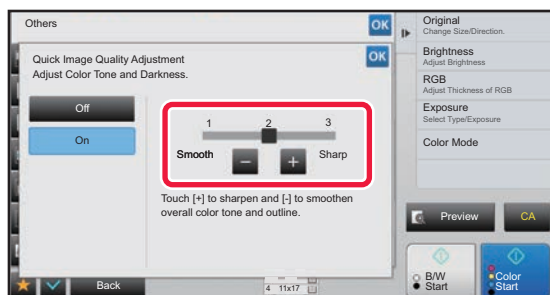 Others
OK
Quick Image Quality Adjustment
Adjust Color Tone and Darkness.
OK
Off
On
1 2 3
Smooth - + Sharp
Touch [+] to sharpen and [-] to smoothen
overall color tone and outline.
Back
4 11x17
Original
Change Size/Direction.
Brightness
Adjust Brightness
RGB
Adjust Thickness of RGB
Exposure
Select Type/Exposure
Color Mode
Preview
CA
B/W
Start
Color
Start